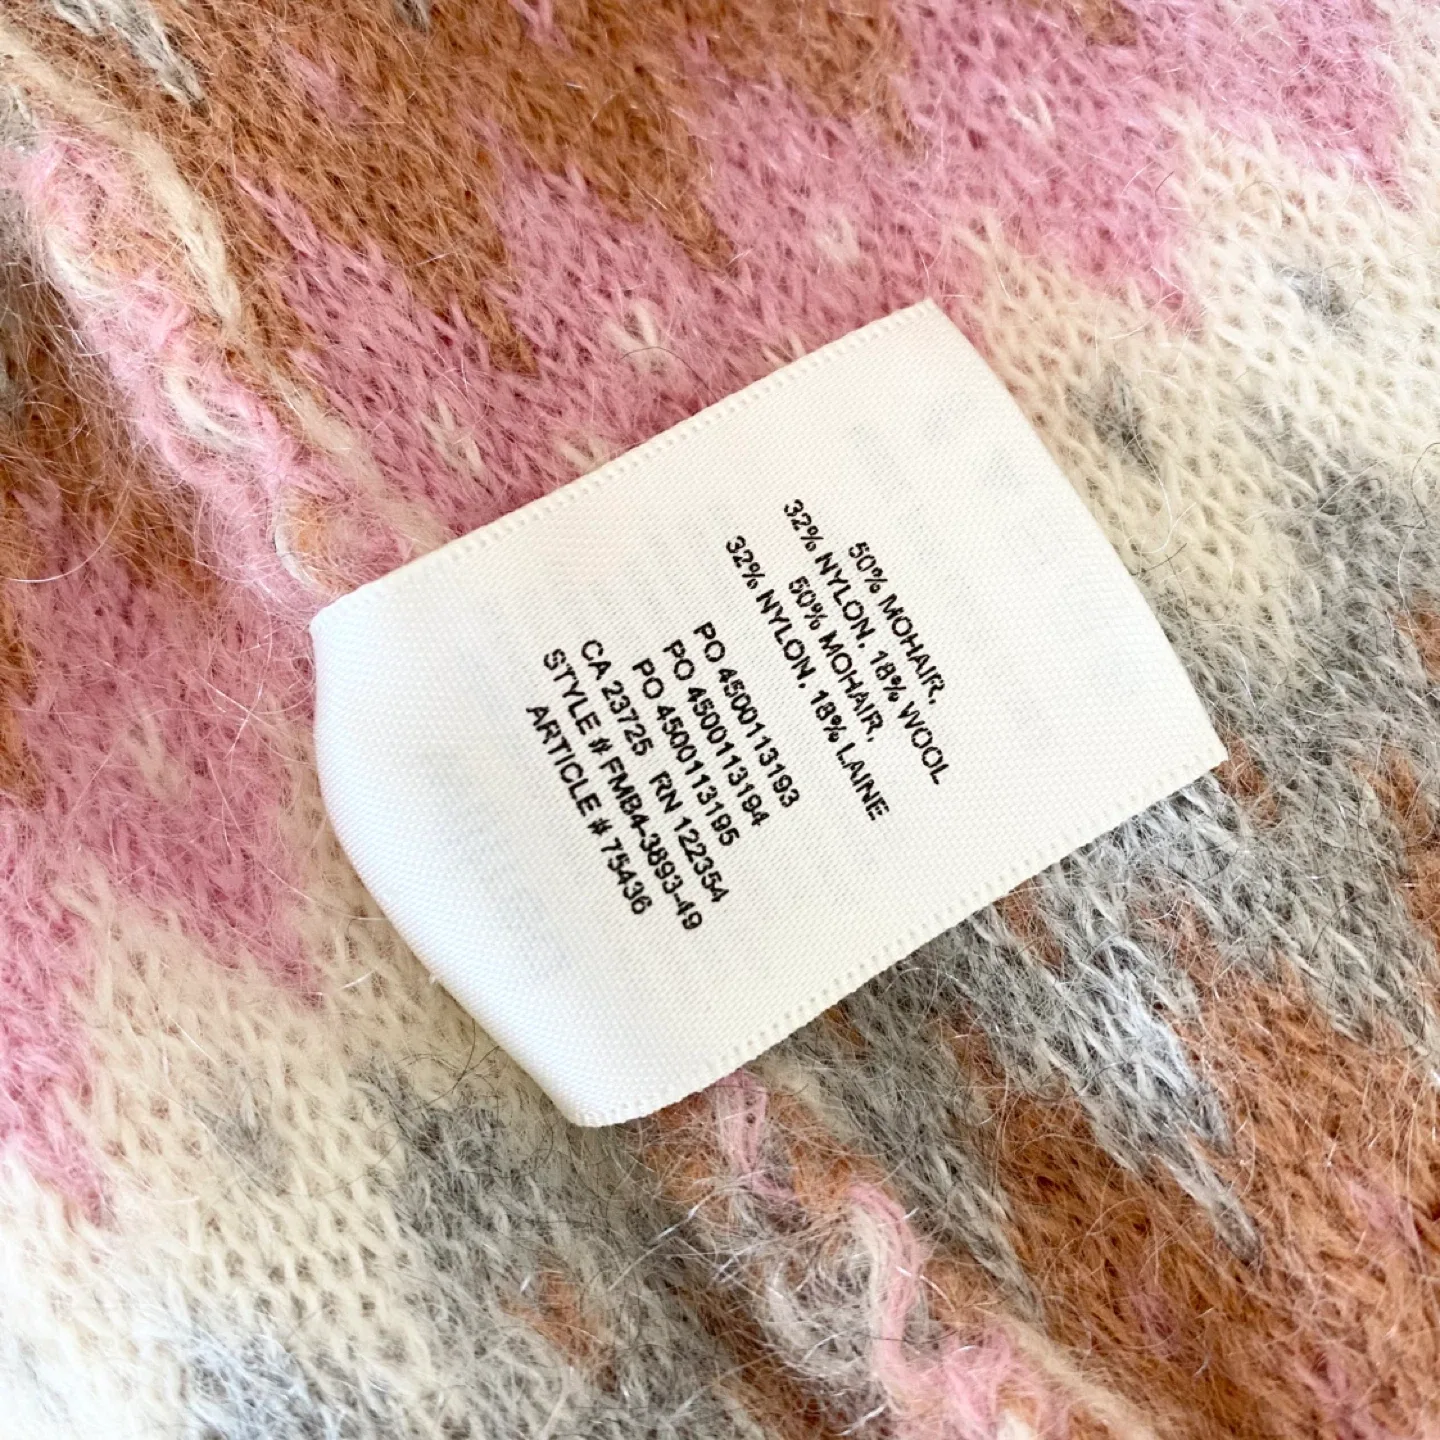 50% MOHAIR,
32% NYLON, 18% WOOL
50% MOHAIR,
32% NYLON, 18% LAINE
PO 4500113193
PO 4500113194
PO 4500113195
CA 23725 RN 122354
STYLE # FMB4-3893-49
ARTICLE # 75436